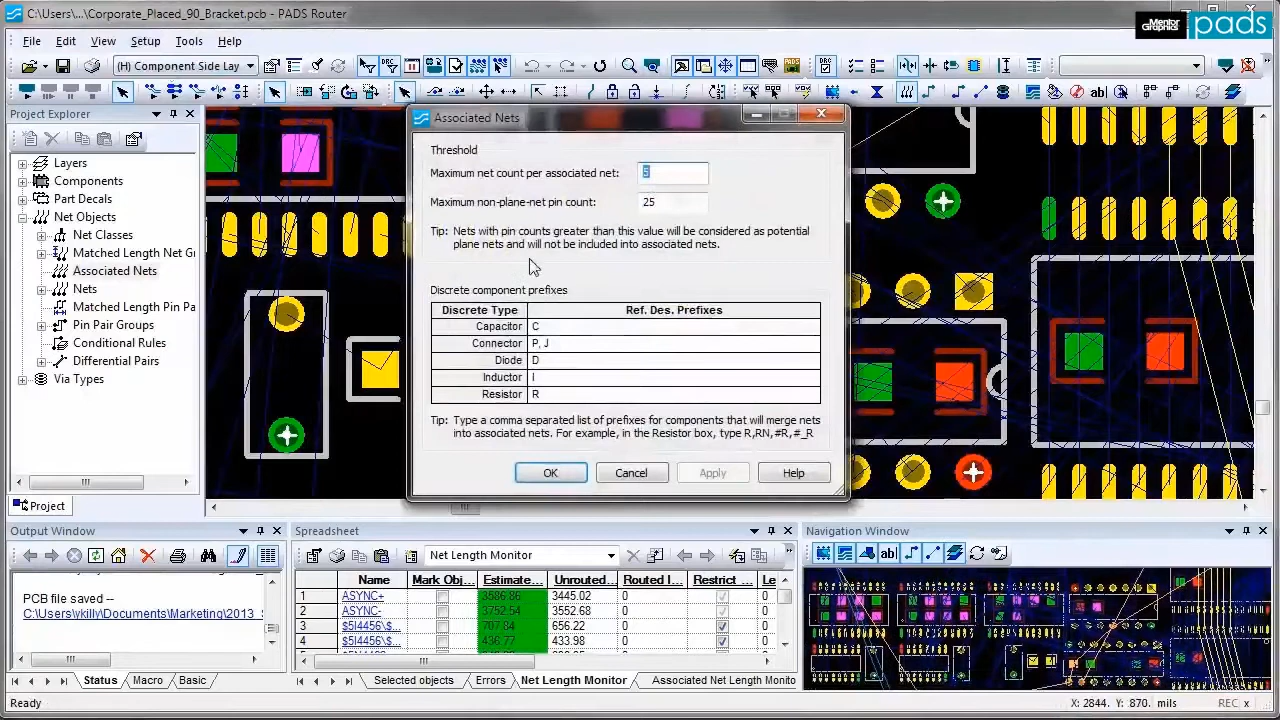 C:\Users\...\Corporate_Placed_90_Bracket.pcb - PADS Router
Mentor Graphics pads
File Edit View Setup Tools Help
(H) Component Side Lay
Project Explorer
Layers
Components
Part Decals
Net Objects
Net Classes
Matched Length Net Gr
Associated Nets
Nets
Matched Length Pin Pa
Pin Pair Groups
Conditional Rules
Differential Pairs
Via Types
Project
Associated Nets
Threshold
Maximum net count per associated net: 5
Maximum non-plane-net pin count: 25
Tip: Nets with pin counts greater than this value will be considered as potential
plane nets and will not be included into associated nets.
Discrete component prefixes
Discrete Type Ref. Des. Prefixes
Capacitor C
Connector P, J
Diode D
Inductor I
Resistor R
Tip: Type a comma separated list of prefixes for components that will merge nets
into associated nets. For example, in the Resistor box, type R,RN,#R,#_R
OK Cancel Apply Help
Output Window
PCB file saved --
C:\Users\killy\Documents\Marketing\2013_
Status Macro Basic
Spreadsheet
Net Length Monitor
Name Mark Obj... Estimate... Unrouted... Routed l... Restrict ... Le
1 ASYNC+ 3586.86 3445.02 0 0
2 ASYNC- 3752.54 3552.68 0 0
3 $5I4456\$... 707.84 656.22 0 0
4 $5I4456\$... 436.77 433.98 0 0
Selected objects Errors Net Length Monitor Associated Net Monito
Navigation Window
Ready
X: 2844. Y: 870. mils REC x